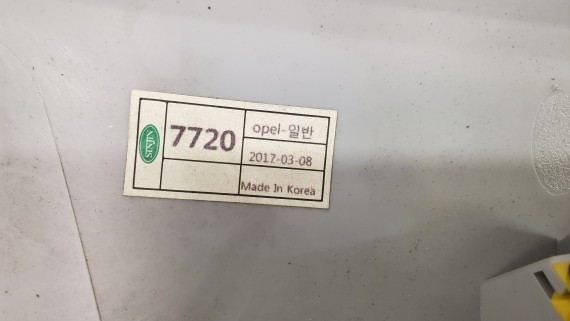 SINJIN
7720
opel-일반
2017-03-08
Made In Korea